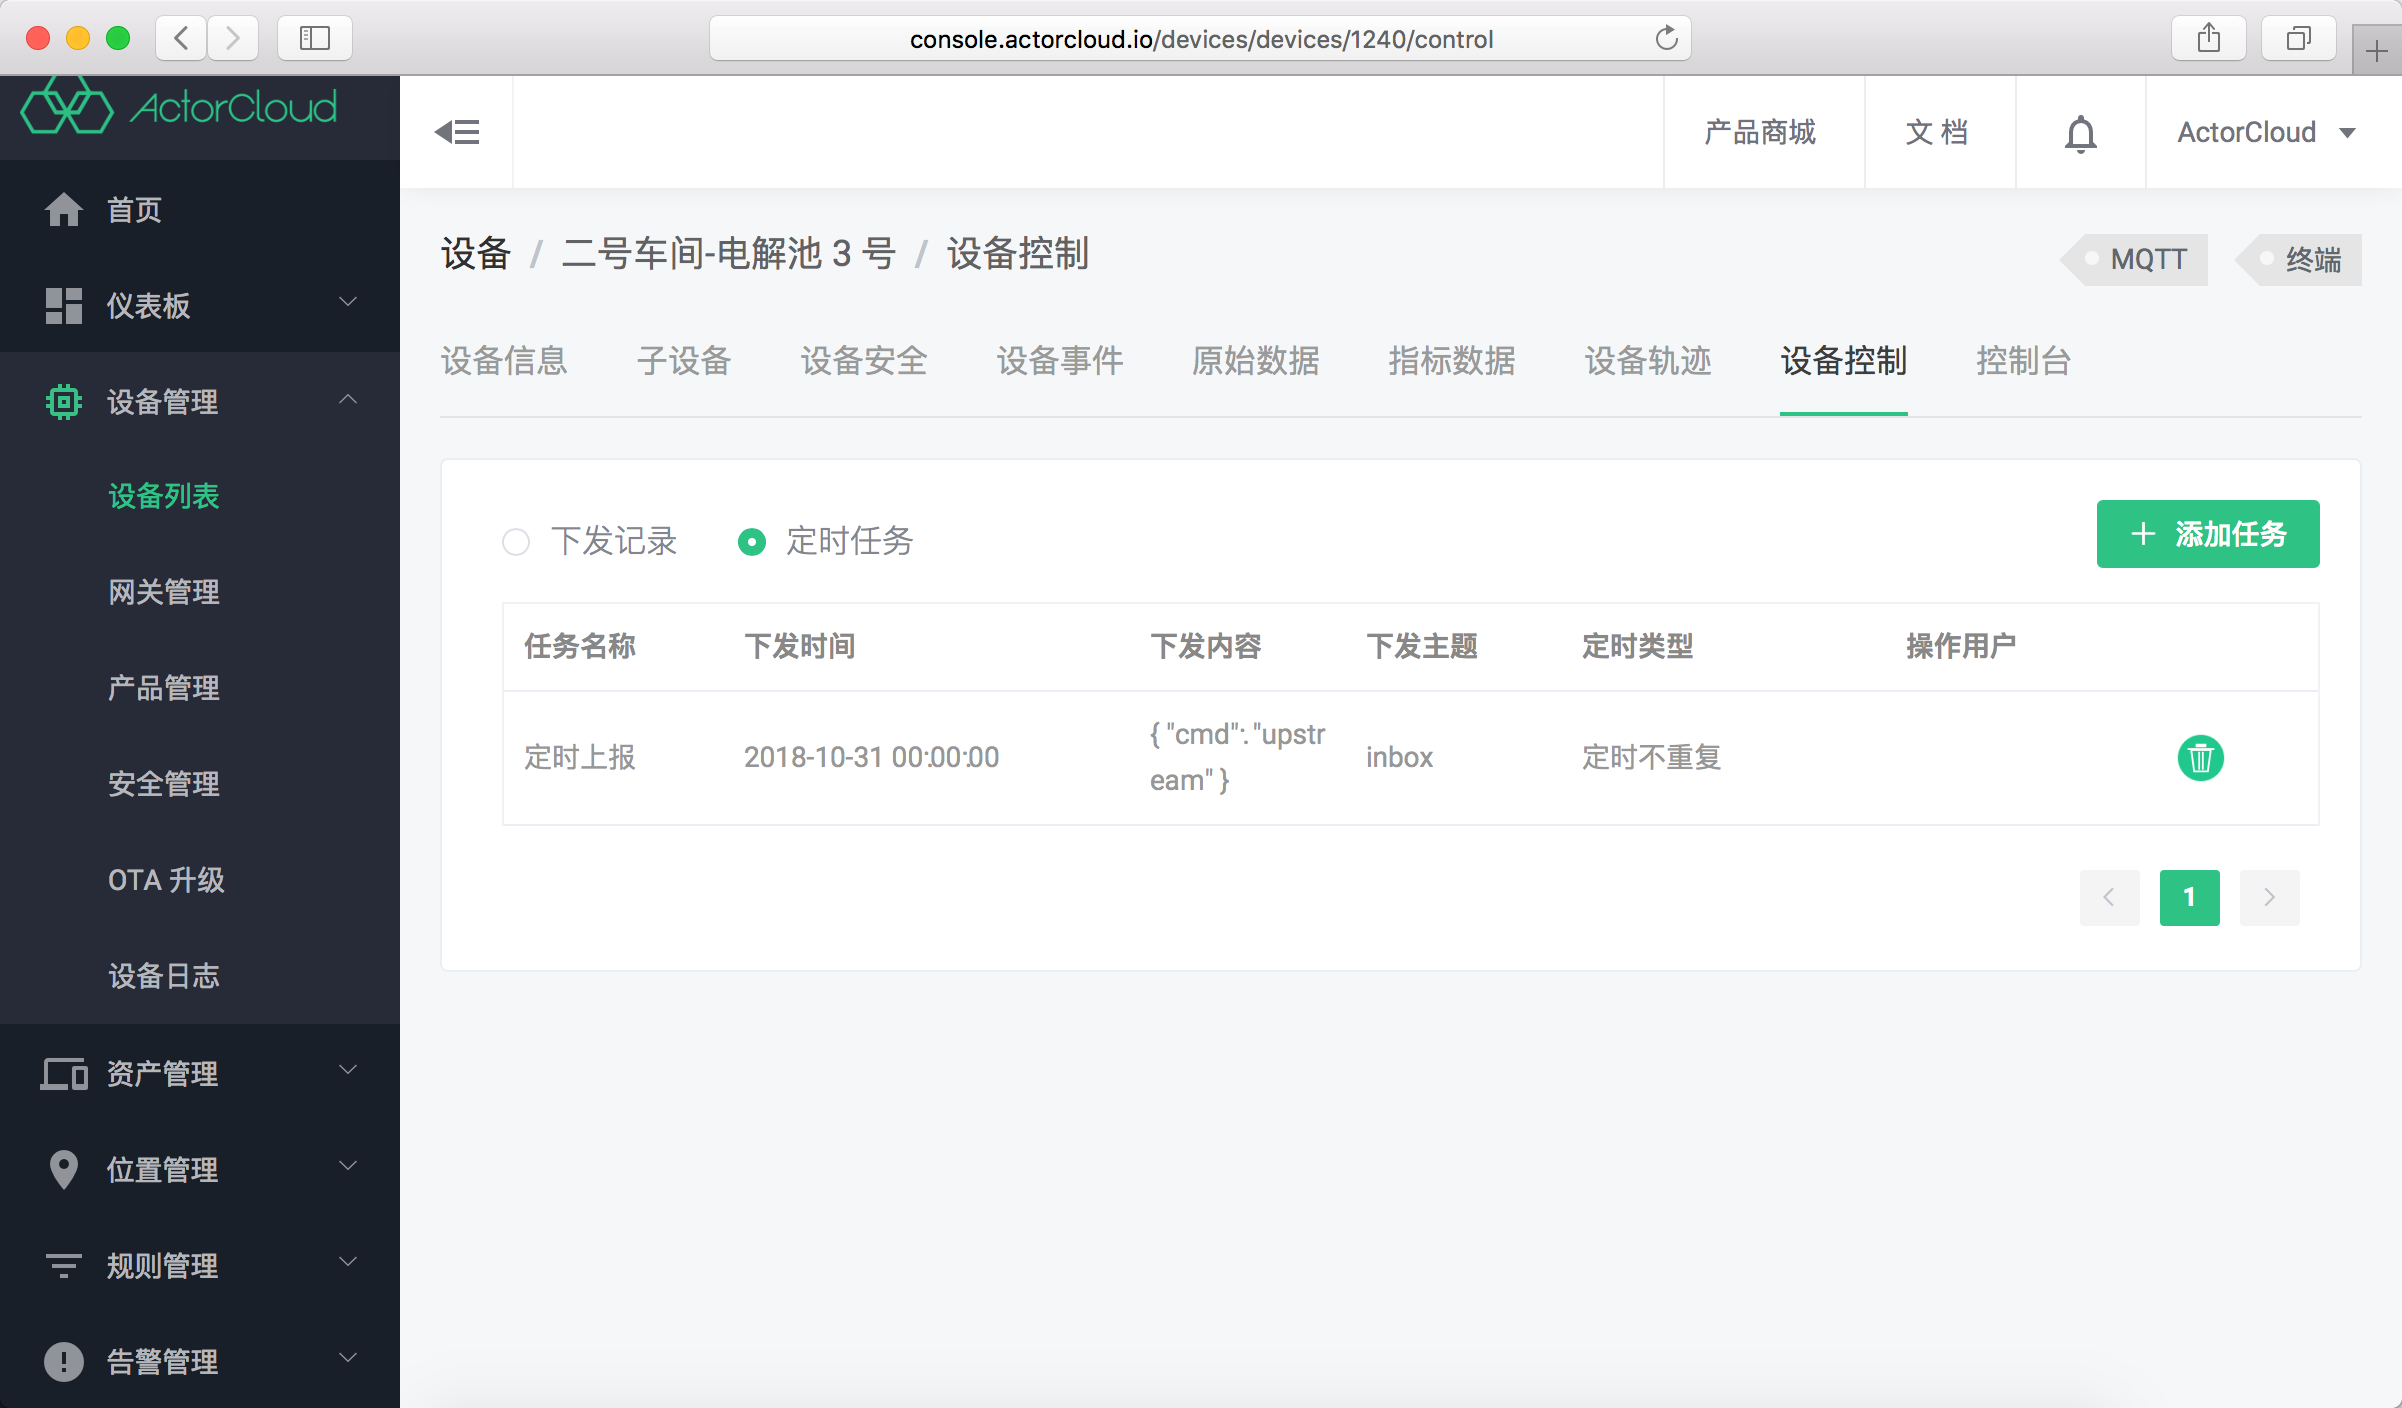 console.actorcloud.io/devices/devices/1240/control
ActorCloud
产品商城
文 档
ActorCloud
首页
仪表板
设备管理
设备列表
网关管理
产品管理
安全管理
OTA 升级
设备日志
资产管理
位置管理
规则管理
告警管理
设备 / 二号车间-电解池 3 号 / 设备控制
MQTT
终端
设备信息 子设备 设备安全 设备事件 原始数据 指标数据 设备轨迹 设备控制 控制台
下发记录 定时任务
+ 添加任务
任务名称 下发时间 下发内容 下发主题 定时类型 操作用户
定时上报 2018-10-31 00:00:00 { "cmd": "upstr
eam" }
inbox 定时不重复
1